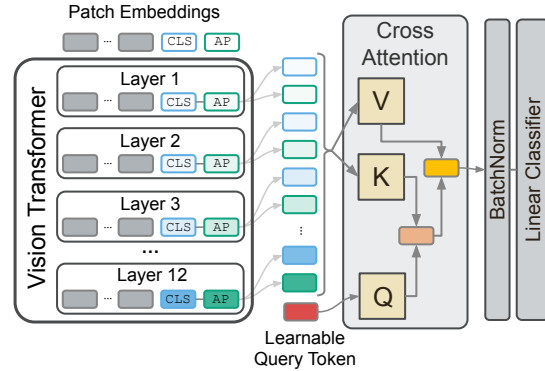 Patch Embeddings
... CLS AP
Vision Transformer
Layer 1
... CLS AP
Layer 2
... CLS AP
Layer 3
... CLS AP
...
Layer 12
... CLS AP
...
Learnable
Query Token
Cross
Attention
V
K
Q
BatchNorm
Linear Classifier